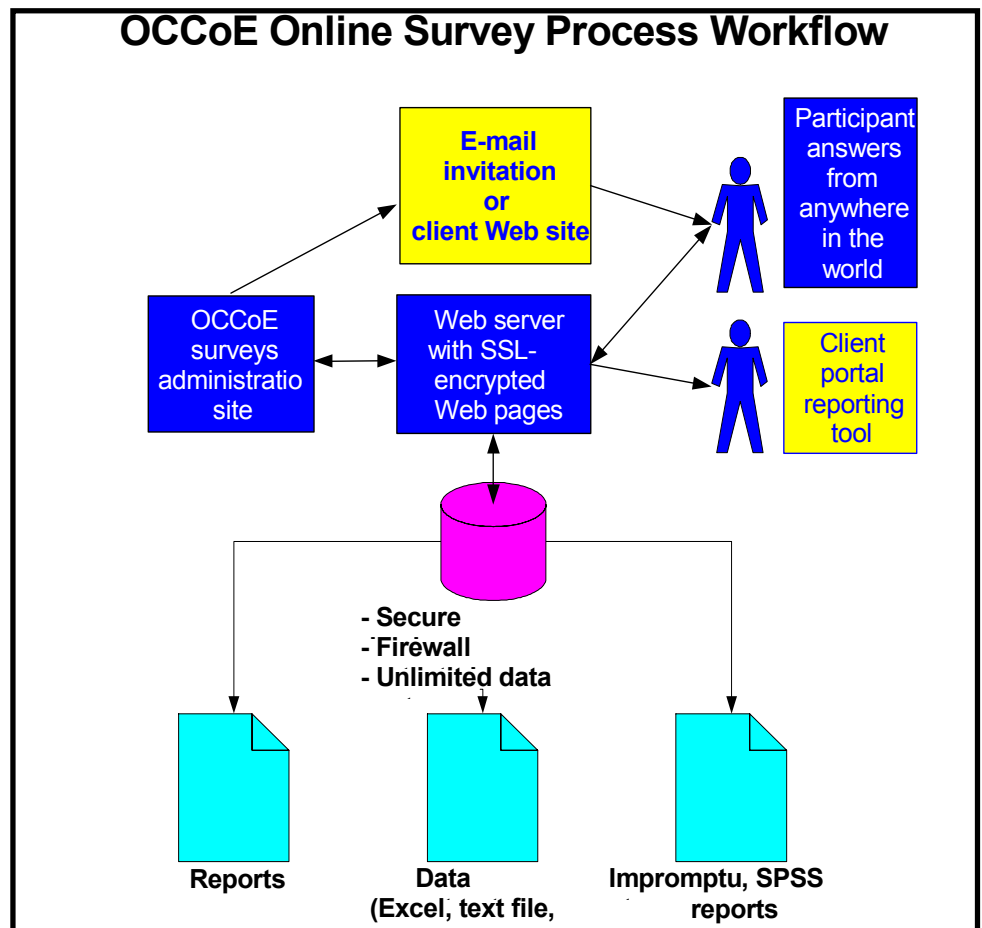 OCCoE Online Survey Process Workflow
E-mail
invitation
or
client Web site
Participant
answers
from
anywhere
in the
world
OCCoE
surveys
administratio
site
Web server
with SSL-
encrypted
Web pages
Client
portal
reporting
tool
- Secure
- Firewall
- Unlimited data
Reports
Data
(Excel, text file,
Impromptu, SPSS
reports